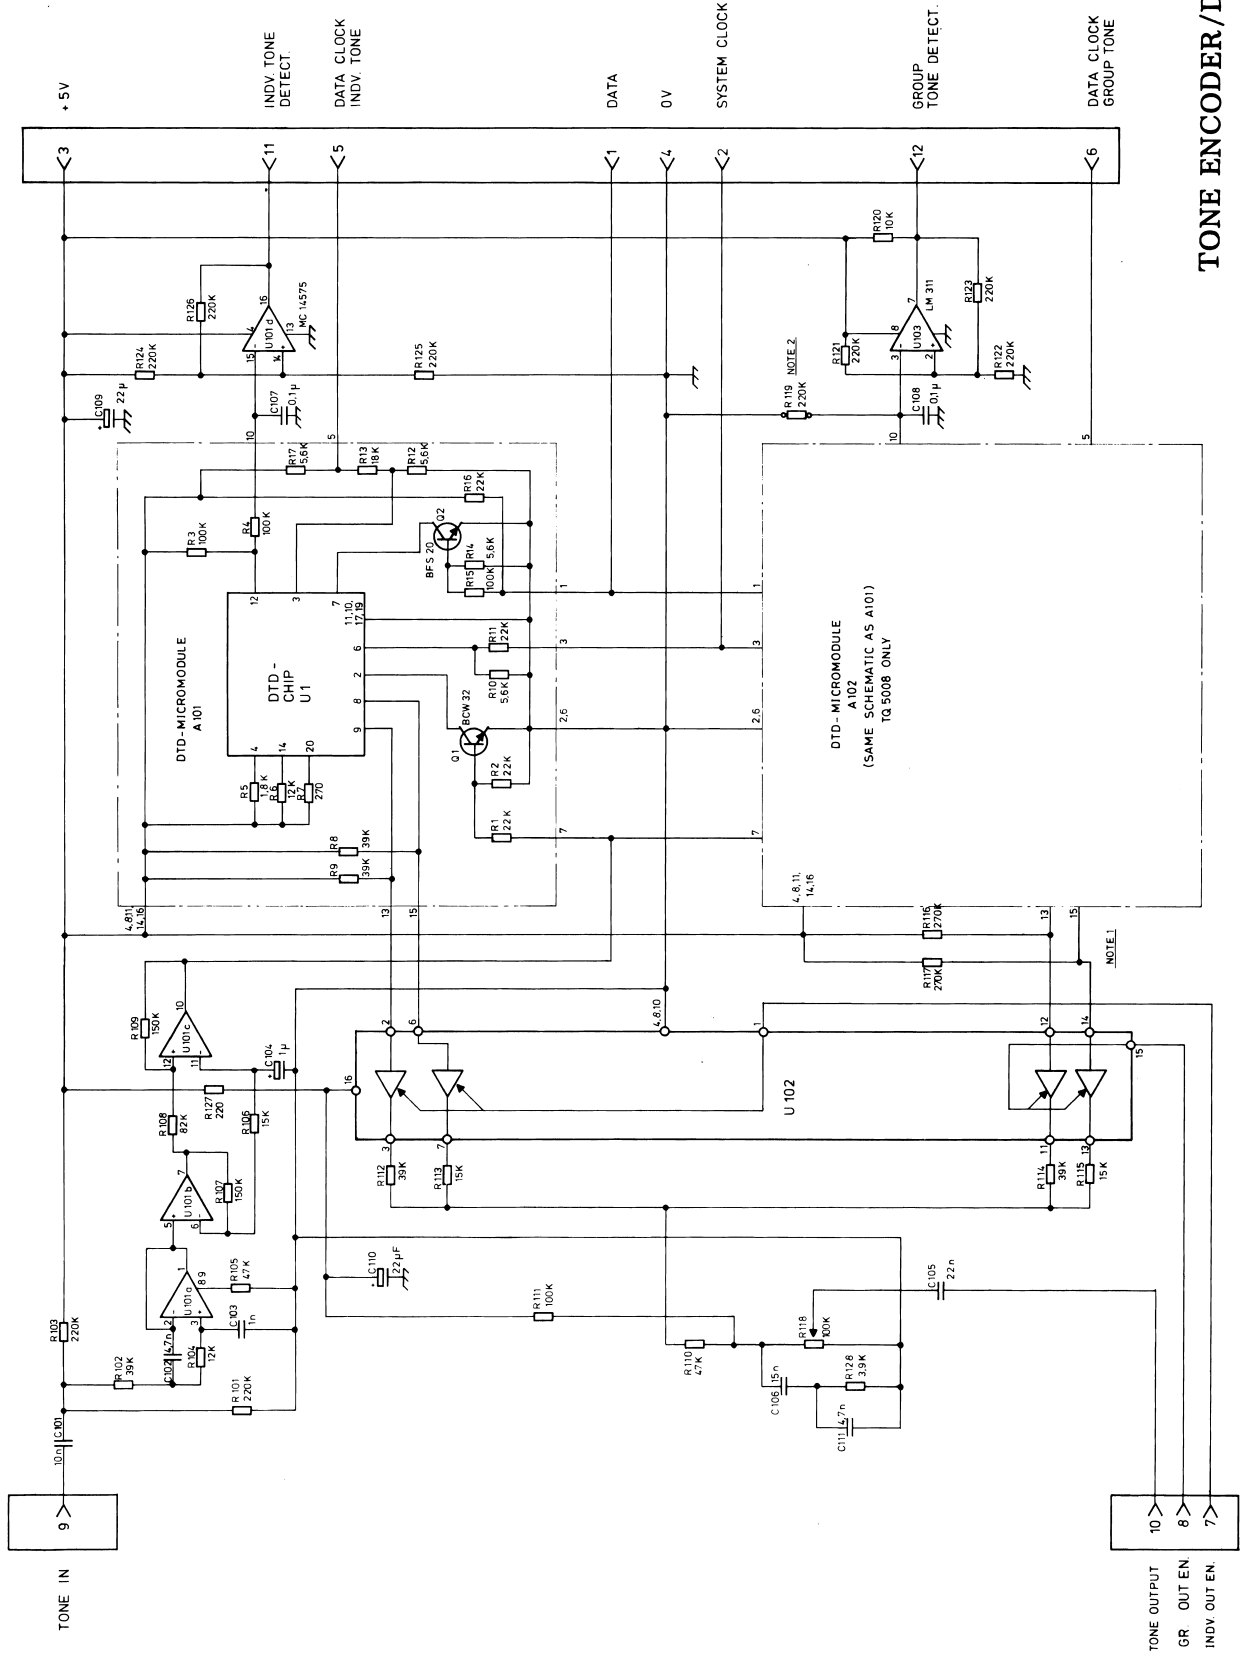 TONE ENCODER/D
+5V
INDV. TONE
DETECT.
DATA CLOCK
INDV. TONE
DATA
0V
SYSTEM CLOCK
GROUP
TONE DETECT.
DATA CLOCK
GROUP TONE
3
11
5
1
4
2
12
6
C109
22µ
R124
220K
R126
220K
15
14
4
13
16
U101d
MC 14575
C107
0,1µ
R125
220K
R119
220K
NOTE 2
R121
220K
R120
10K
3
2
8
7
U103
LM 311
R123
220K
R122
220K
C108
0,1µ
10
5
10
5
DTD-MICROMODULE
A101
R3
100K
R4
100K
R17
5,6K
R13
18K
R12
5,6K
R16
22K
Q2
BFS 20
R14
5,6K
R15
100K
DTD-
CHIP
U1
12
3
7
11,10,
17,19
6
2
8
9
4
14
20
R5
1,8K
R6
12K
R7
270
R11
22K
R10
5,6K
BCW 32
Q1
R2
22K
R1
22K
R8
39K
R9
39K
1
3
2,6
7
1
3
2,6
7
4,8,11,
14,16
13
15
DTD-MICROMODULE
A102
(SAME SCHEMATIC AS A101)
TQ 5008 ONLY
4,8,11,
14,16
13
15
R116
270K
R117
270K
NOTE 1
R109
150K
12
11
10
U101c
C104
1µ
R108
82K
R127
220
R106
15K
5
6
7
U101b
R107
150K
2
3
1
8 9
U101a
R105
47K
C103
1n
R103
220K
R102
39K
C102
4,7n
R104
12K
R101
220K
C101
10n
9
TONE IN
16
2
6
4,8,10
1
12
14
15
U102
3
7
11
13
R112
39K
R113
15K
R114
39K
R115
15K
C110
22µF
R111
100K
R110
47K
R118
100K
C105
22n
C106
15n
R128
3,9K
C111
4,7n
10
8
7
TONE OUTPUT
GR. OUT EN.
INDV. OUT EN.